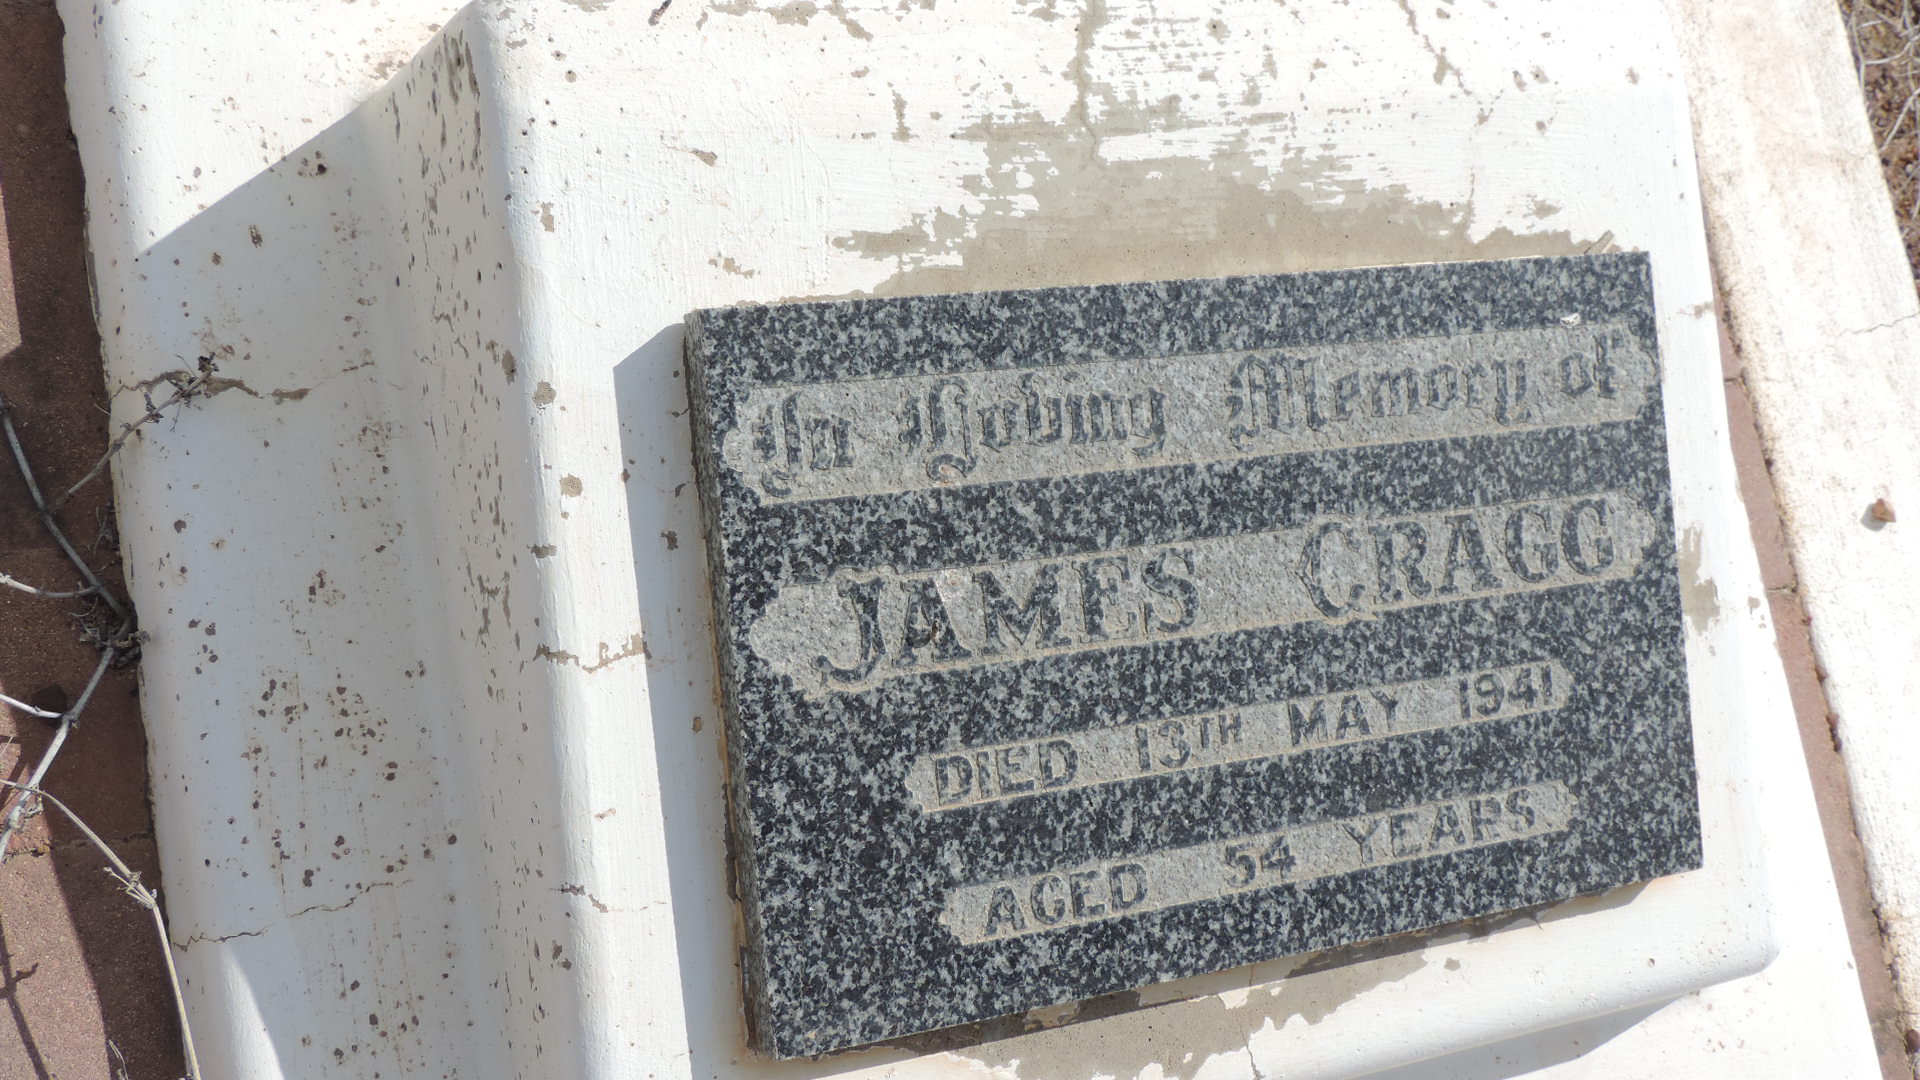 In Loving Memory of
JAMES CRAGG
DIED 13TH MAY 1941
AGED 54 YEARS